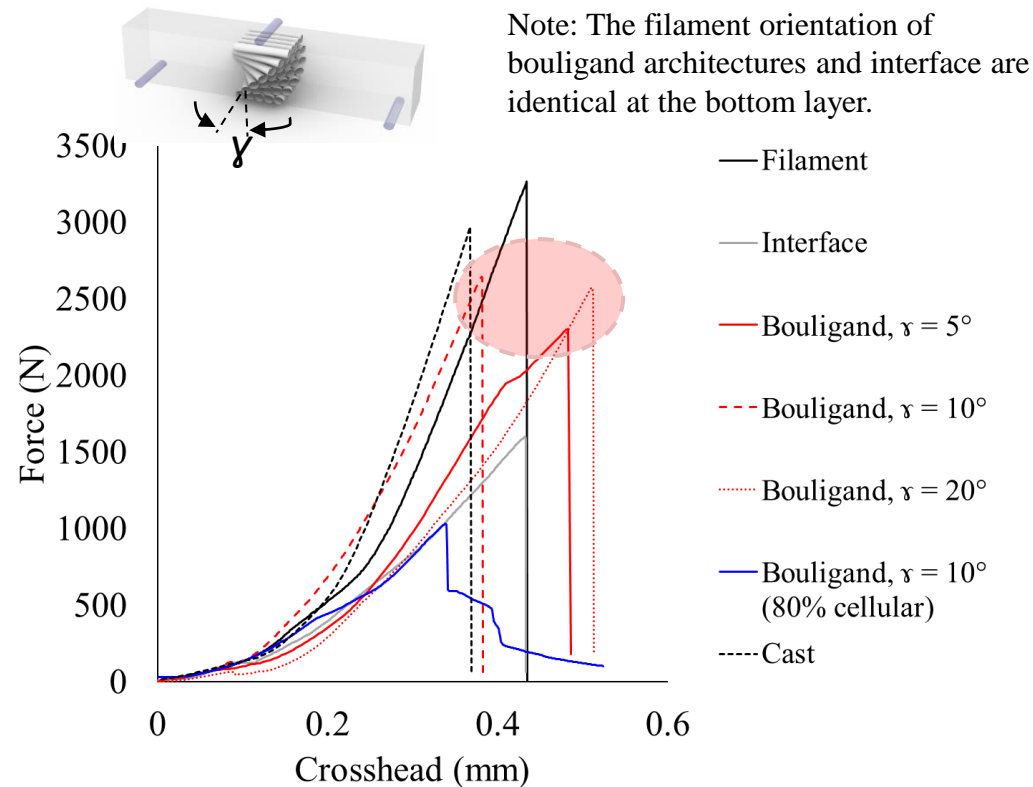 Note: The filament orientation of
bouligand architectures and interface are
identical at the bottom layer.
γ
3500
3000
2500
2000
1500
1000
500
0
Force (N)
0
0.2
0.4
0.6
Crosshead (mm)
Filament
Interface
Bouligand, ɤ = 5°
Bouligand, ɤ = 10°
Bouligand, ɤ = 20°
Bouligand, ɤ = 10°
(80% cellular)
Cast